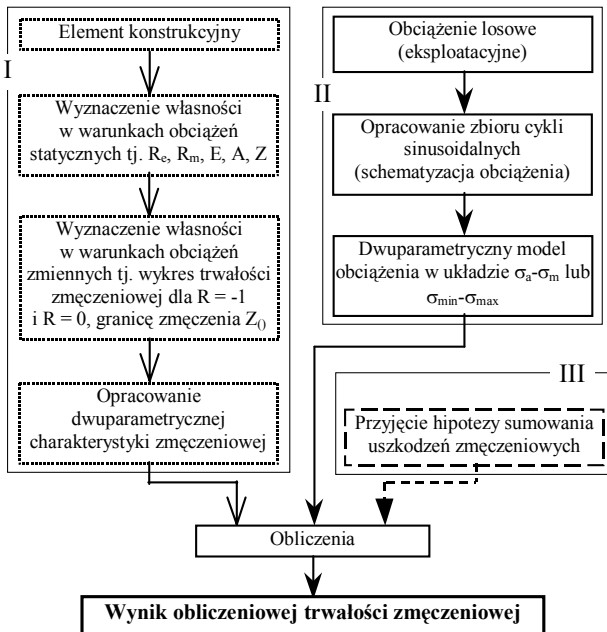 I
Element konstrukcyjny
Wyznaczenie własności
w warunkach obciążeń
statycznych tj. Re, Rm, E, A, Z
Wyznaczenie własności
w warunkach obciążeń
zmiennych tj. wykres trwałości
zmęczeniowej dla R = -1
i R = 0, granicę zmęczenia Z()
Opracowanie
dwuparametrycznej
charakterystyki zmęczeniowej
II
Obciążenie losowe
(eksploatacyjne)
Opracowanie zbioru cykli
sinusoidalnych
(schematyzacja obciążenia)
Dwuparametryczny model
obciążenia w układzie σa-σm lub
σmin-σmax
III
Przyjęcie hipotezy sumowania
uszkodzeń zmęczeniowych
Obliczenia
Wynik obliczeniowej trwałości zmęczeniowej